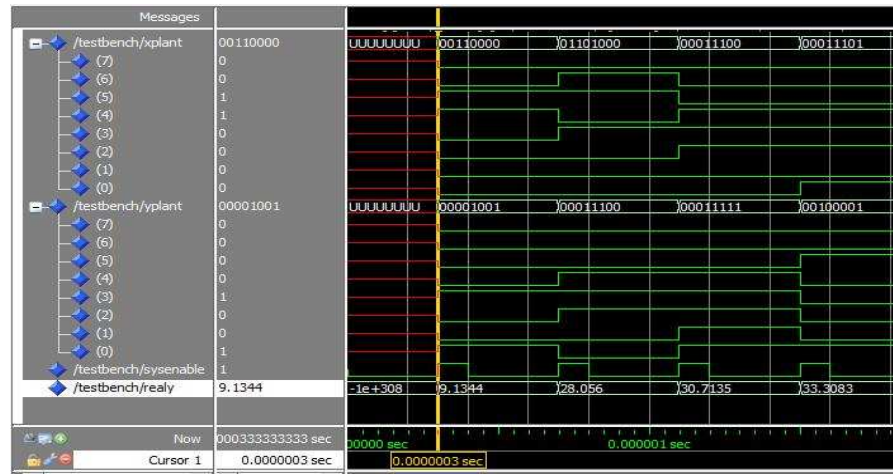 Messages
/testbench/xplant 00110000 UUUUUUUU 00110000 01101000 00011100 00011101
(7) 0
(6) 0
(5) 1
(4) 1
(3) 0
(2) 0
(1) 0
(0) 0
/testbench/yplant 00001001 UUUUUUUU 00001001 00011100 00011111 00100001
(7) 0
(6) 0
(5) 0
(4) 0
(3) 1
(2) 0
(1) 0
(0) 1
/testbench/sysenable 1
/testbench/realy 9.1344 -1e+308 9.1344 28.056 30.7135 33.3083
Now 000333333333 sec 00000 sec 0.000001 sec
Cursor 1 0.0000003 sec 0.0000003 sec